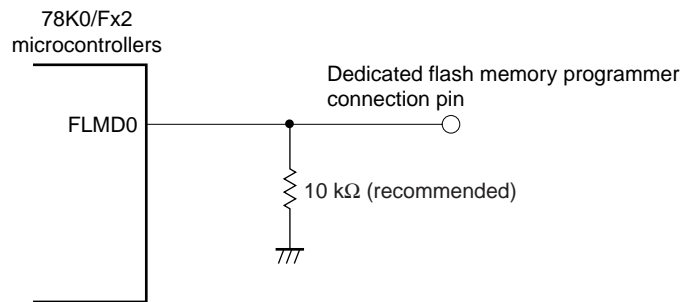 78K0/Fx2
microcontrollers
Dedicated flash memory programmer
connection pin
FLMD0
10 kΩ (recommended)